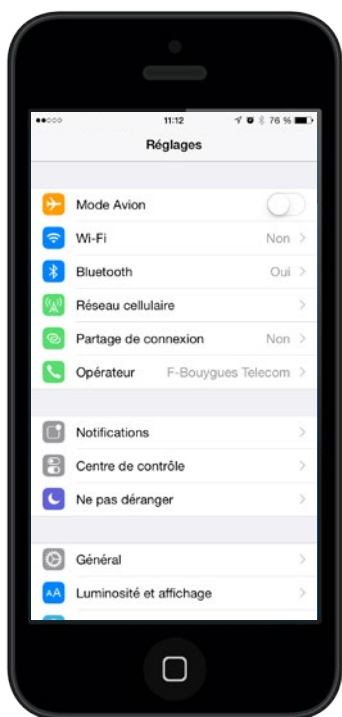 11:12 76 %
Réglages
Mode Avion
Wi-Fi Non
Bluetooth Oui
Réseau cellulaire
Partage de connexion Non
Opérateur F-Bouygues Telecom
Notifications
Centre de contrôle
Ne pas déranger
Général
AA Luminosité et affichage